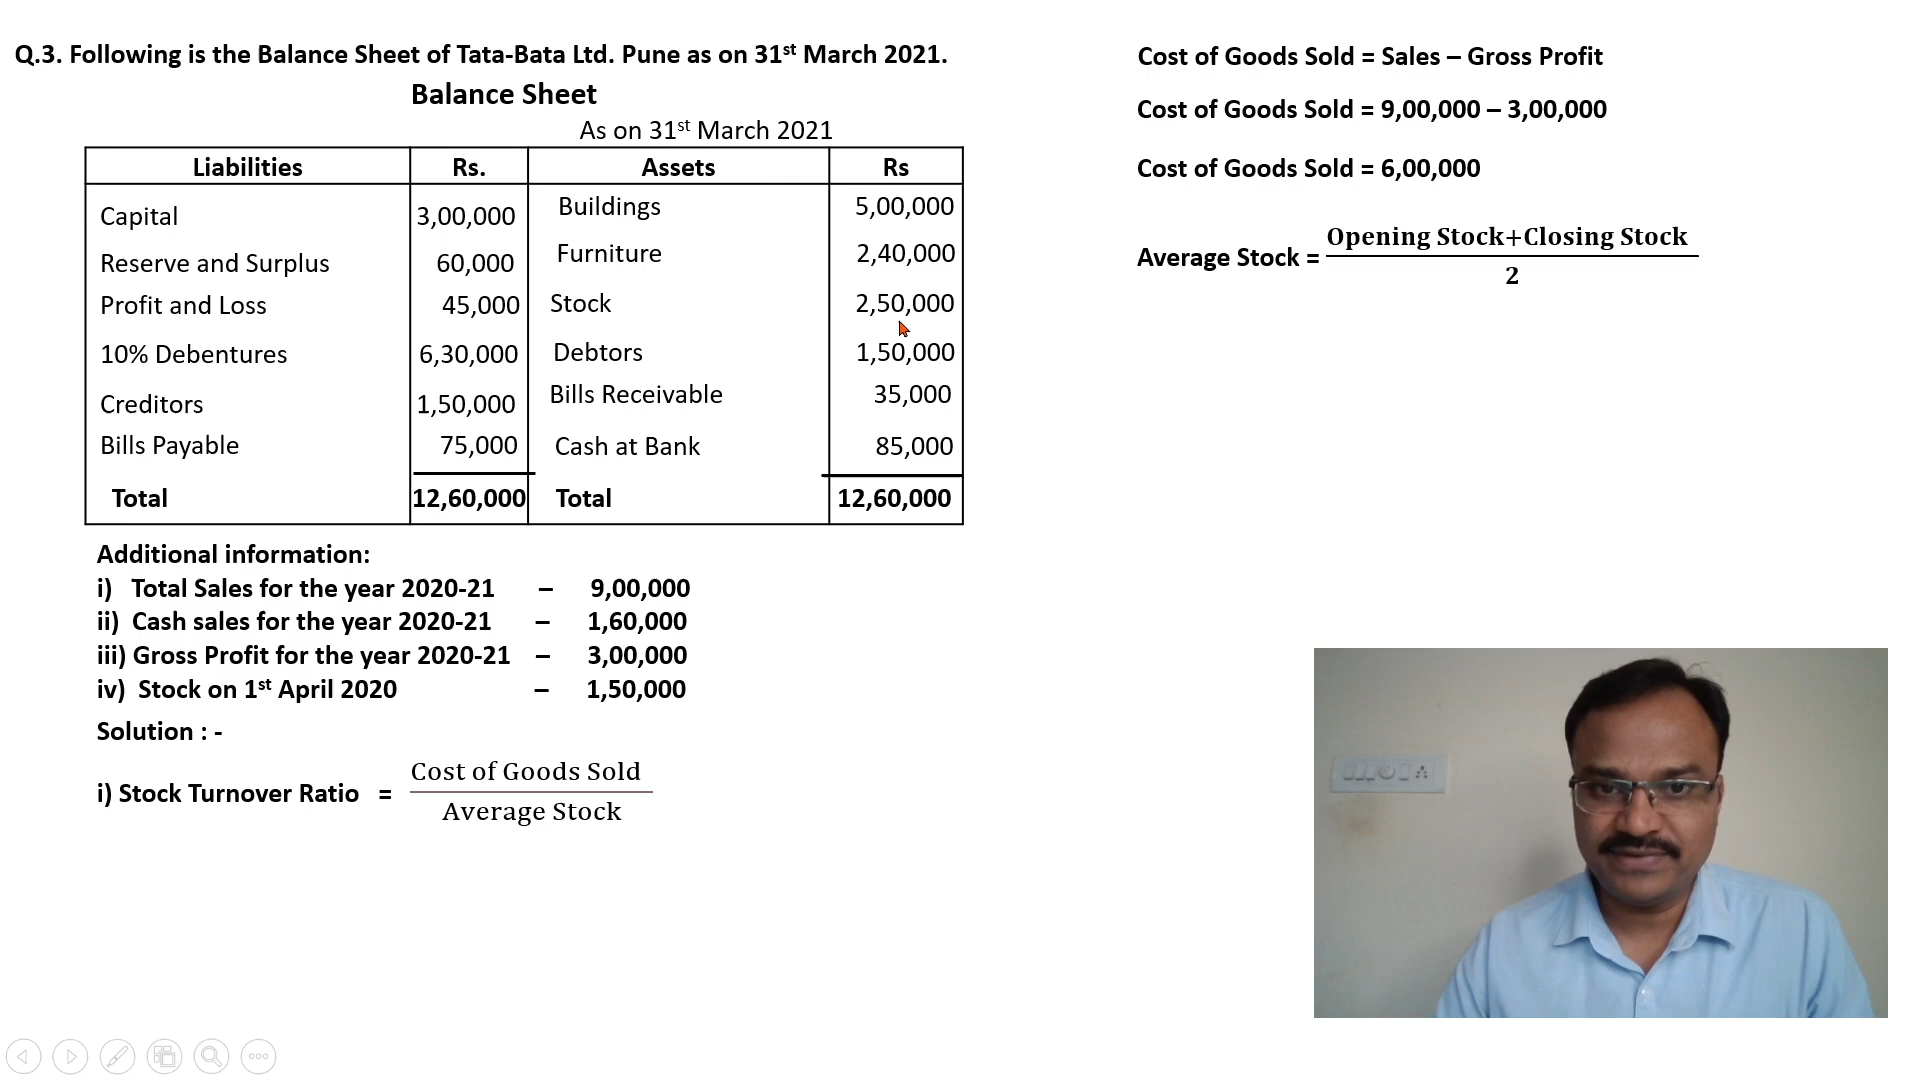 Q.3. Following is the Balance Sheet of Tata-Bata Ltd. Pune as on 31st March 2021.
Balance Sheet
As on 31st March 2021
Liabilities Rs. Assets Rs
Capital 3,00,000 Buildings 5,00,000
Reserve and Surplus 60,000 Furniture 2,40,000
Profit and Loss 45,000 Stock 2,50,000
10% Debentures 6,30,000 Debtors 1,50,000
Creditors 1,50,000 Bills Receivable 35,000
Bills Payable 75,000 Cash at Bank 85,000
Total 12,60,000 Total 12,60,000
Additional information:
i) Total Sales for the year 2020-21 – 9,00,000
ii) Cash sales for the year 2020-21 – 1,60,000
iii) Gross Profit for the year 2020-21 – 3,00,000
iv) Stock on 1st April 2020 – 1,50,000
Solution : -
i) Stock Turnover Ratio = Cost of Goods Sold
Average Stock
Cost of Goods Sold = Sales – Gross Profit
Cost of Goods Sold = 9,00,000 – 3,00,000
Cost of Goods Sold = 6,00,000
Average Stock = Opening Stock+Closing Stock
2